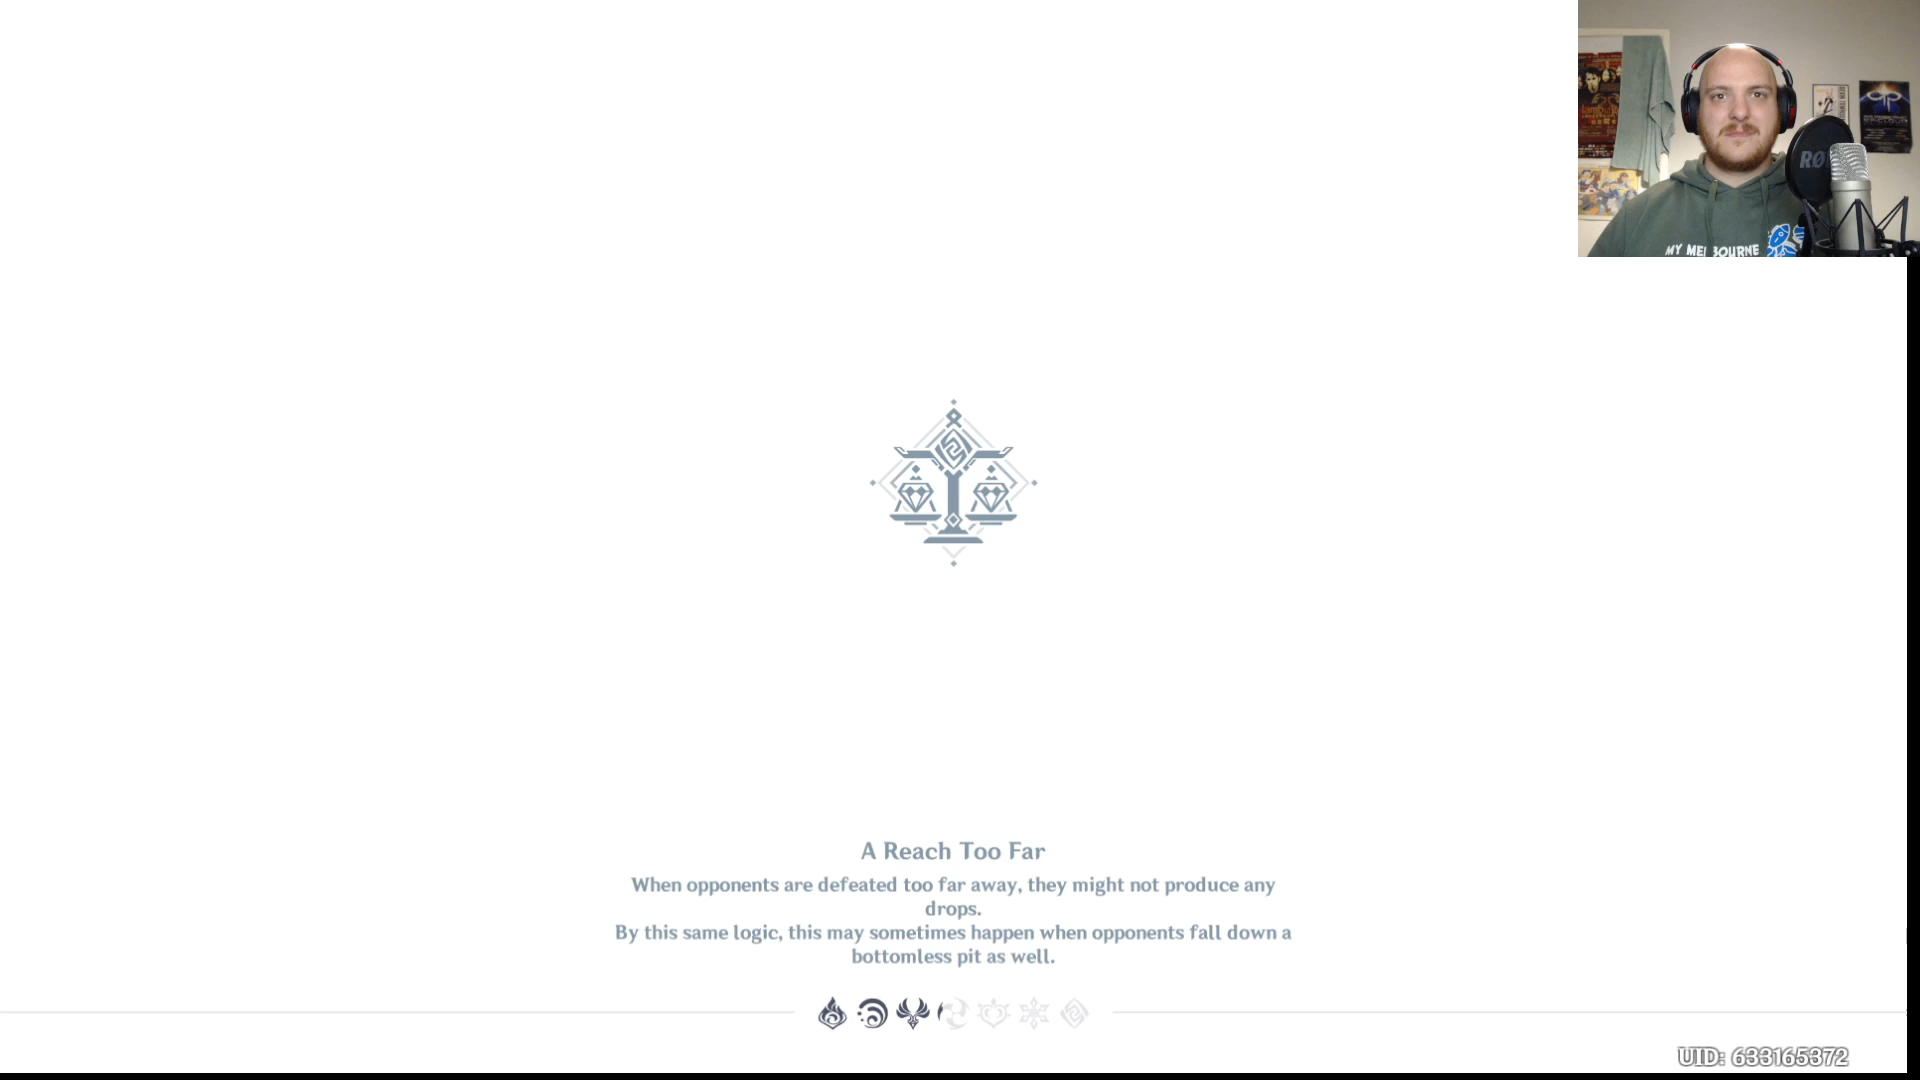 RØ
MY MELBOURNE
A Reach Too Far
When opponents are defeated too far away, they might not produce any
drops.
By this same logic, this may sometimes happen when opponents fall down a
bottomless pit as well.
UID: 633165372